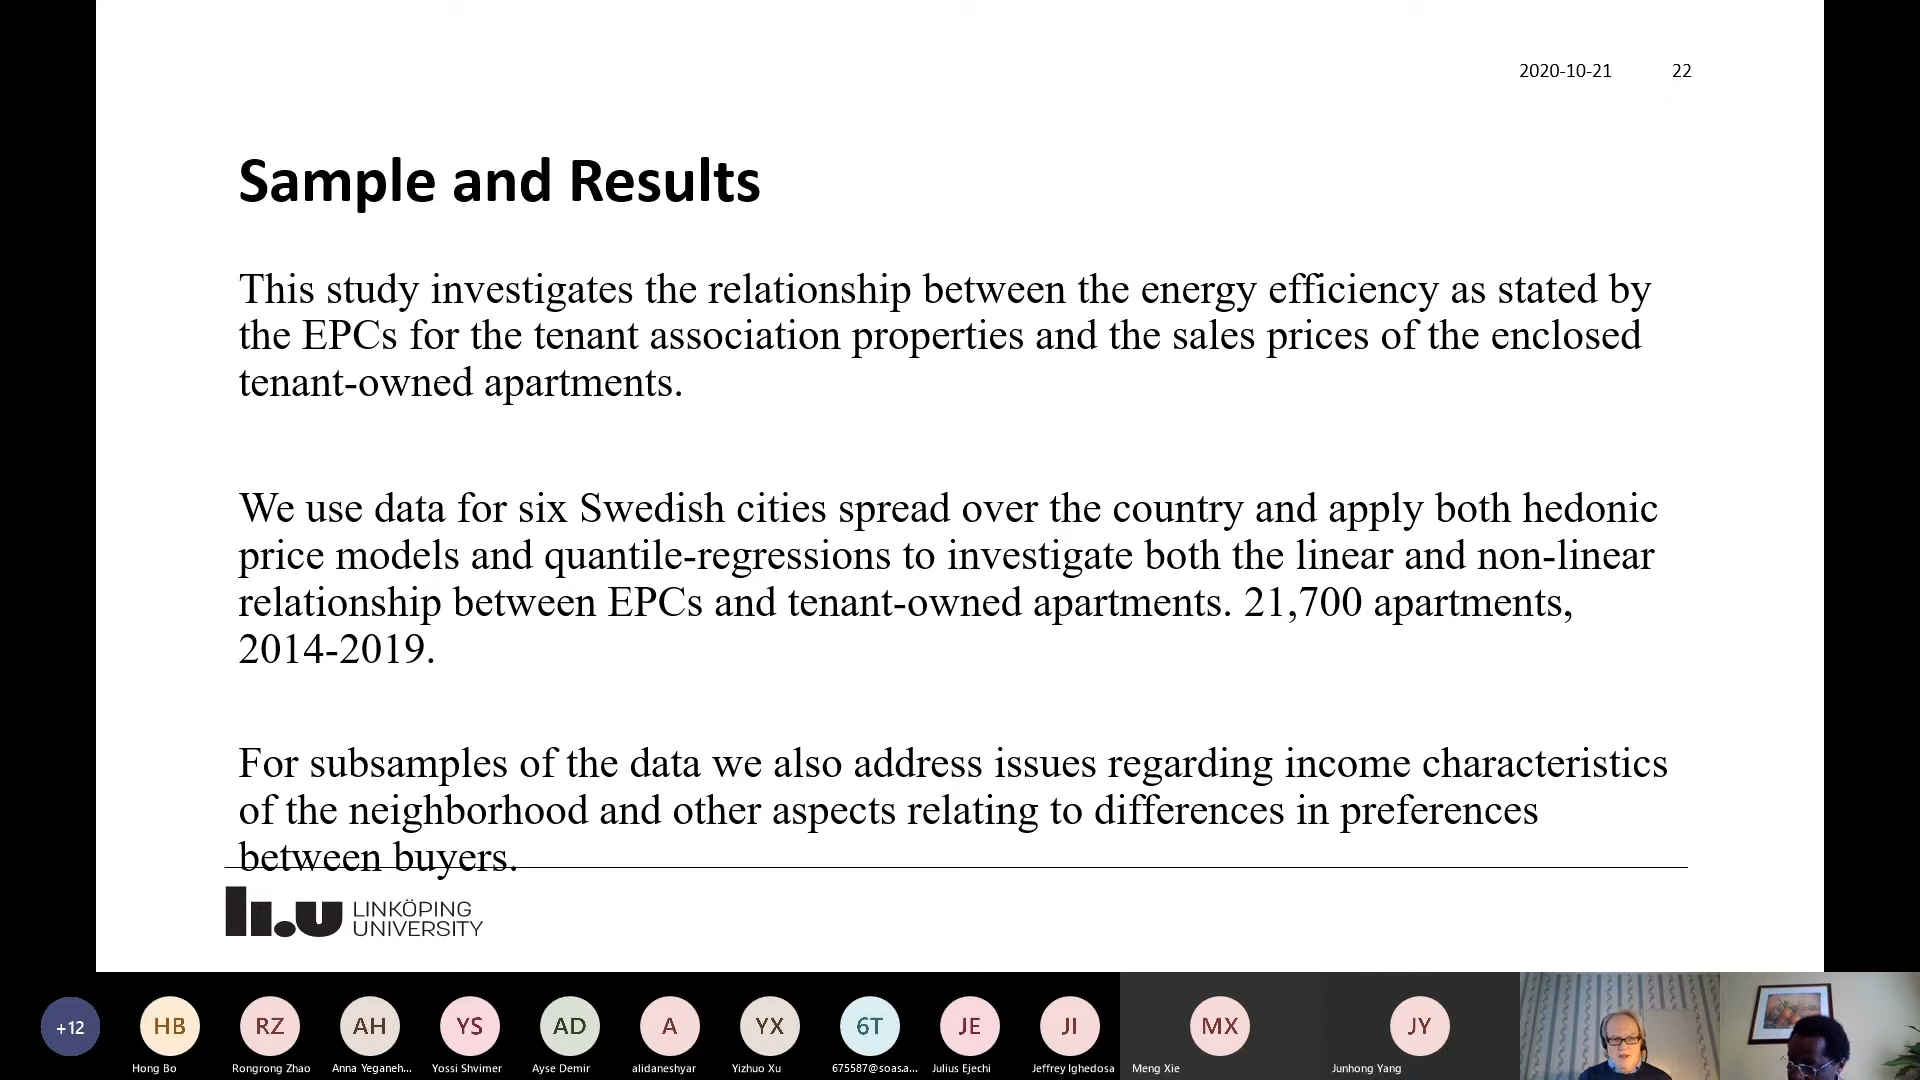 2020-10-21 22
Sample and Results
This study investigates the relationship between the energy efficiency as stated by
the EPCs for the tenant association properties and the sales prices of the enclosed
tenant-owned apartments.
We use data for six Swedish cities spread over the country and apply both hedonic
price models and quantile-regressions to investigate both the linear and non-linear
relationship between EPCs and tenant-owned apartments. 21,700 apartments,
2014-2019.
For subsamples of the data we also address issues regarding income characteristics
of the neighborhood and other aspects relating to differences in preferences
between buyers.
li.u LINKÖPING
UNIVERSITY
+12 HB RZ AH YS AD A YX 6T JE JI MX JY
Hong Bo Rongrong Zhao Anna Yeganeh... Yossi Shvimer Ayse Demir alidaneshyar Yizhuo Xu 675587@soas.a... Julius Ejechi Jeffrey Ighedosa Meng Xie Junhong Yang